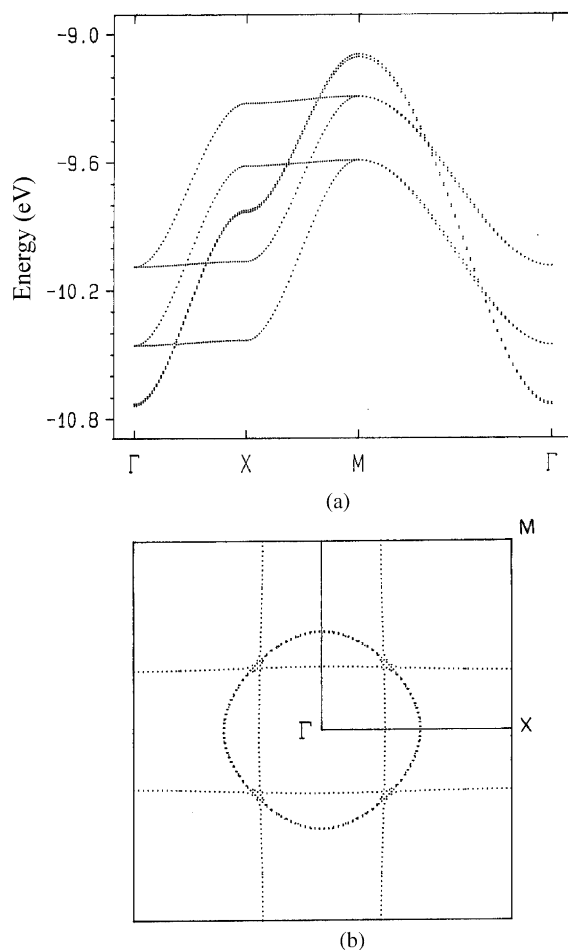 -9.0
-9.6
-10.2
-10.8
Energy (eV)
Γ X M Γ
(a)
M
Γ X
(b)